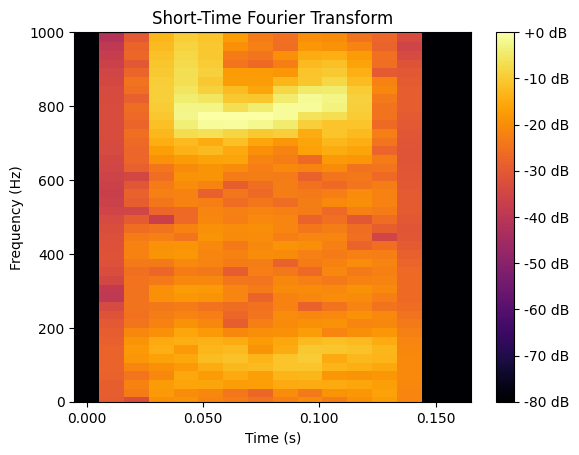 Short-Time Fourier Transform
1000
800
600
400
200
0
Frequency (Hz)
0.000
0.050
0.100
0.150
Time (s)
+0 dB
-10 dB
-20 dB
-30 dB
-40 dB
-50 dB
-60 dB
-70 dB
-80 dB